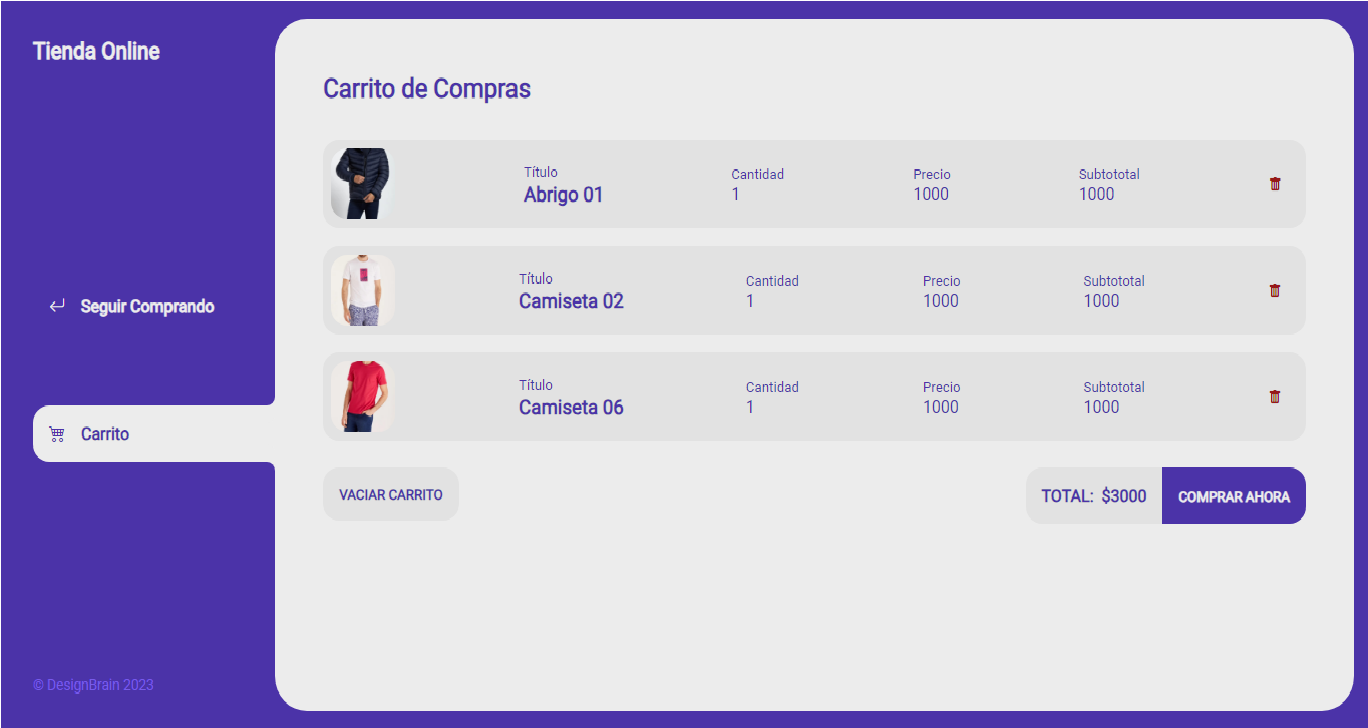 Tienda Online
Carrito de Compras
Título
Abrigo 01
Cantidad
1
Precio
1000
Subtototal
1000
Título
Camiseta 02
Cantidad
1
Precio
1000
Subtototal
1000
Seguir Comprando
Título
Camiseta 06
Cantidad
1
Precio
1000
Subtototal
1000
Carrito
VACIAR CARRITO
TOTAL: $3000
COMPRAR AHORA
© DesignBrain 2023